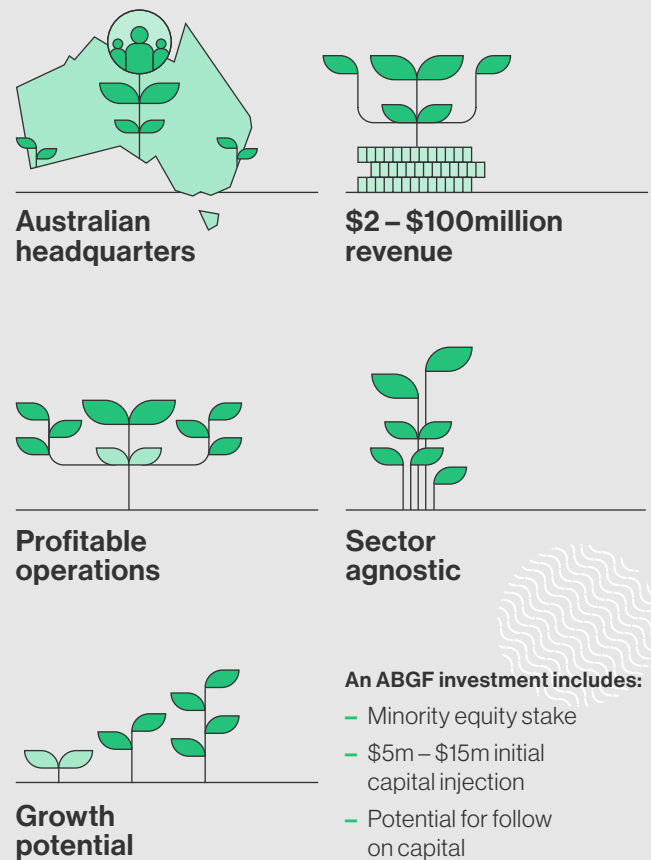 Australian
headquarters
$2 – $100million
revenue
Profitable
operations
Sector
agnostic
Growth
potential
An ABGF investment includes:
– Minority equity stake
– $5m – $15m initial
capital injection
– Potential for follow
on capital